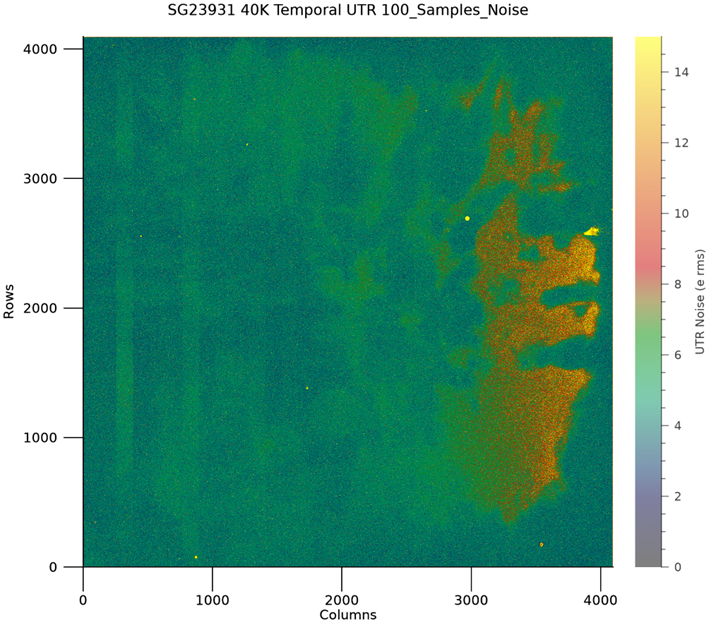 SG23931 40K Temporal UTR 100_Samples_Noise
4000
3000
2000
1000
0
Rows
0 1000 2000 3000 4000
Columns
14
12
10
8
6
4
2
0
UTR Noise (e rms)